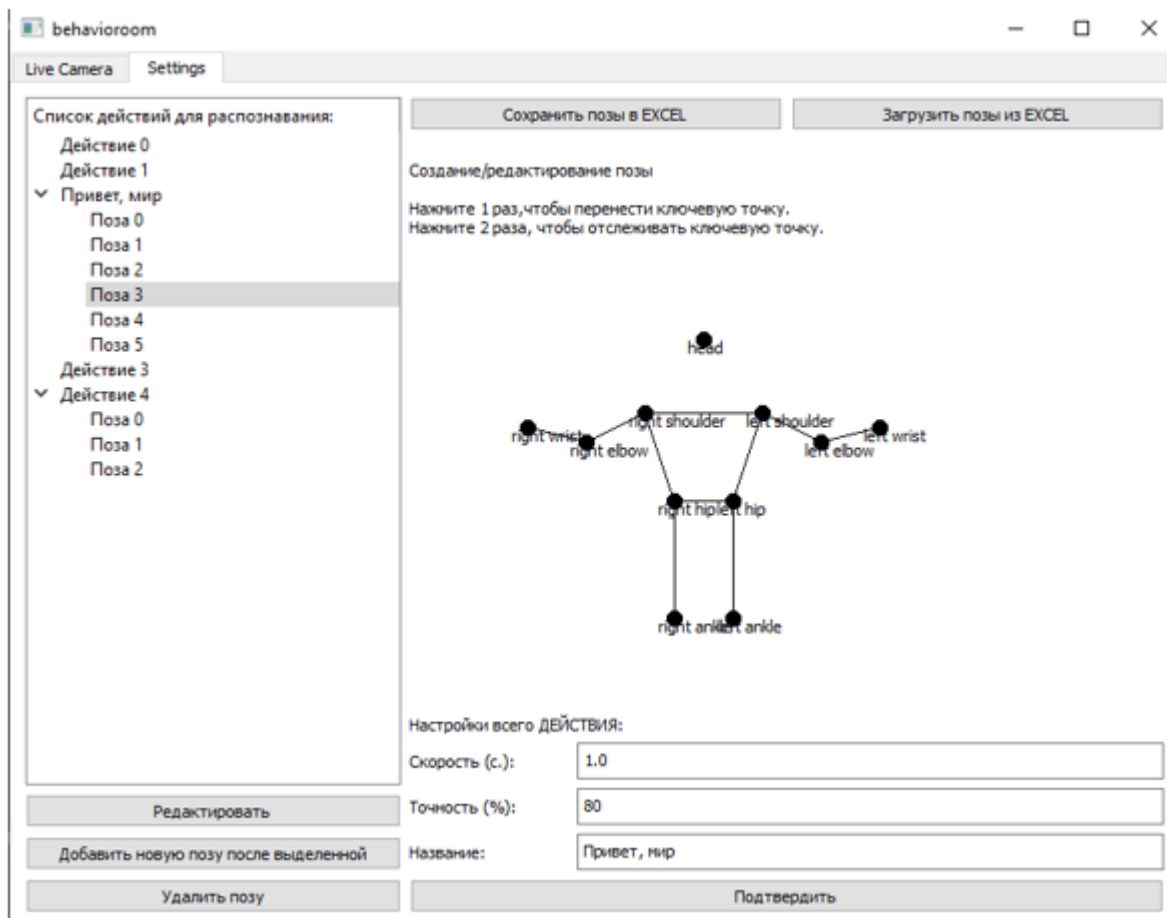 behavioroom
Live Camera
Settings
Список действий для распознавания:
Действие 0
Действие 1
Привет, мир
Поза 0
Поза 1
Поза 2
Поза 3
Поза 4
Поза 5
Действие 3
Действие 4
Поза 0
Поза 1
Поза 2
Редактировать
Добавить новую позу после выделенной
Удалить позу
Сохранить позы в EXCEL
Загрузить позы из EXCEL
Создание/редактирование позы
Нажмите 1 раз,чтобы перенести ключевую точку.
Нажмите 2 раза, чтобы отслеживать ключевую точку.
head
right shoulder
left shoulder
right wrist
right elbow
left elbow
left wrist
right hip
left hip
right ankle
left ankle
Настройки всего ДЕЙСТВИЯ:
Скорость (с.):
1.0
Точность (%):
80
Название:
Привет, мир
Подтвердить